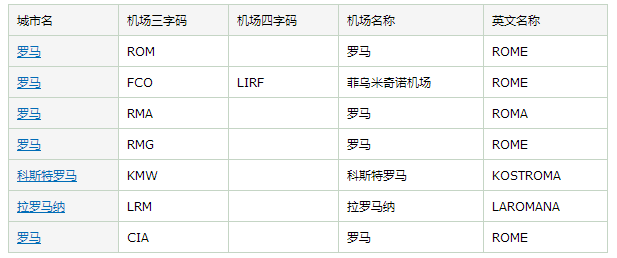 城市名 机场三字码 机场四字码 机场名称 英文名称
罗马 ROM 罗马 ROME
罗马 FCO LIRF 菲乌米奇诺机场 ROME
罗马 RMA 罗马 ROMA
罗马 RMG 罗马 ROME
科斯特罗马 KMW 科斯特罗马 KOSTROMA
拉罗马纳 LRM 拉罗马纳 LAROMANA
罗马 CIA 罗马 ROME